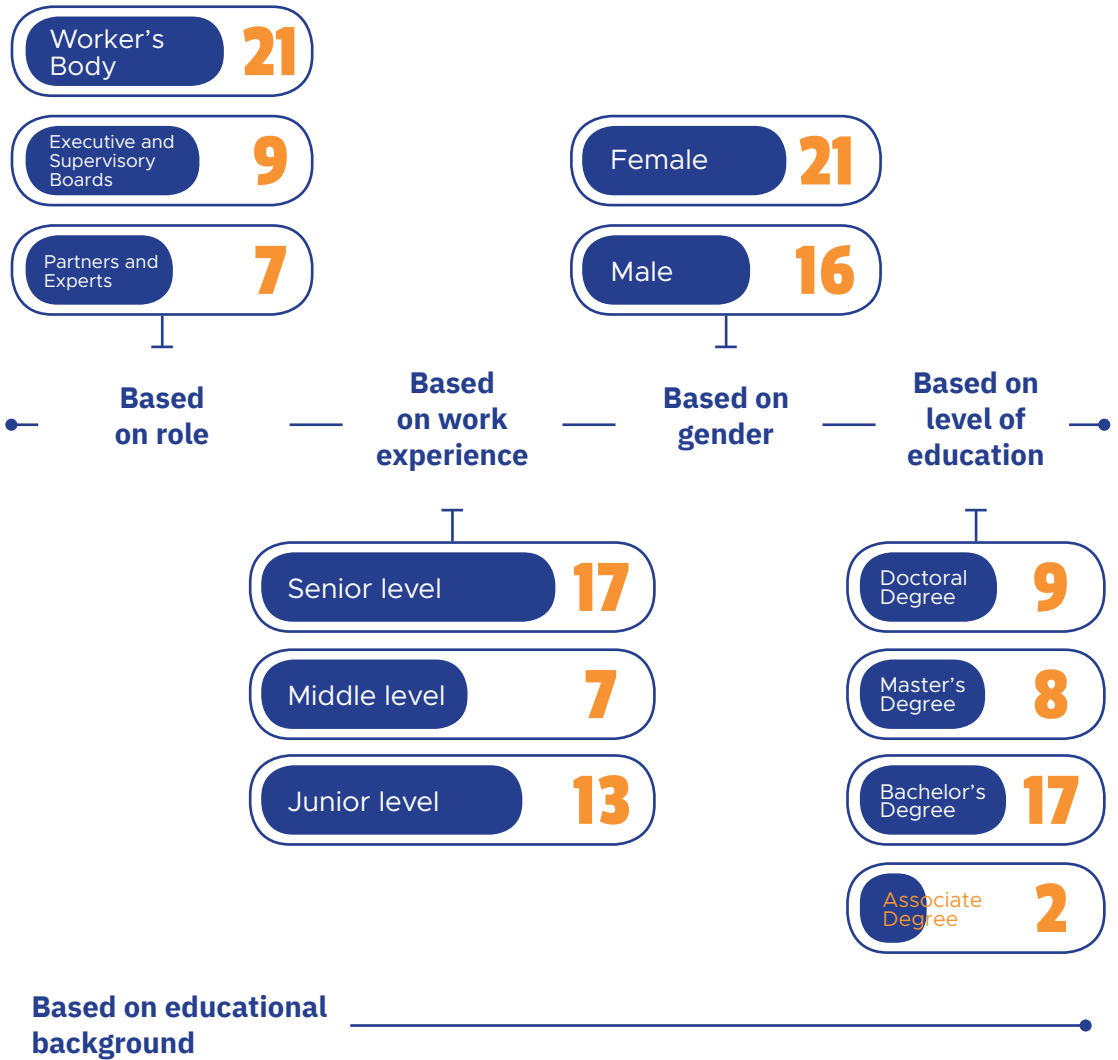 Worker's
Body
21
Executive and
Supervisory
Boards
9
Partners and
Experts
7
Female
21
Male
16
Based
on role
Based
on work
experience
Based on
gender
Based on
level of
education
Senior level
17
Middle level
7
Junior level
13
Doctoral
Degree
9
Master's
Degree
8
Bachelor's
Degree
17
Associate
Degree
2
Based on educational
background